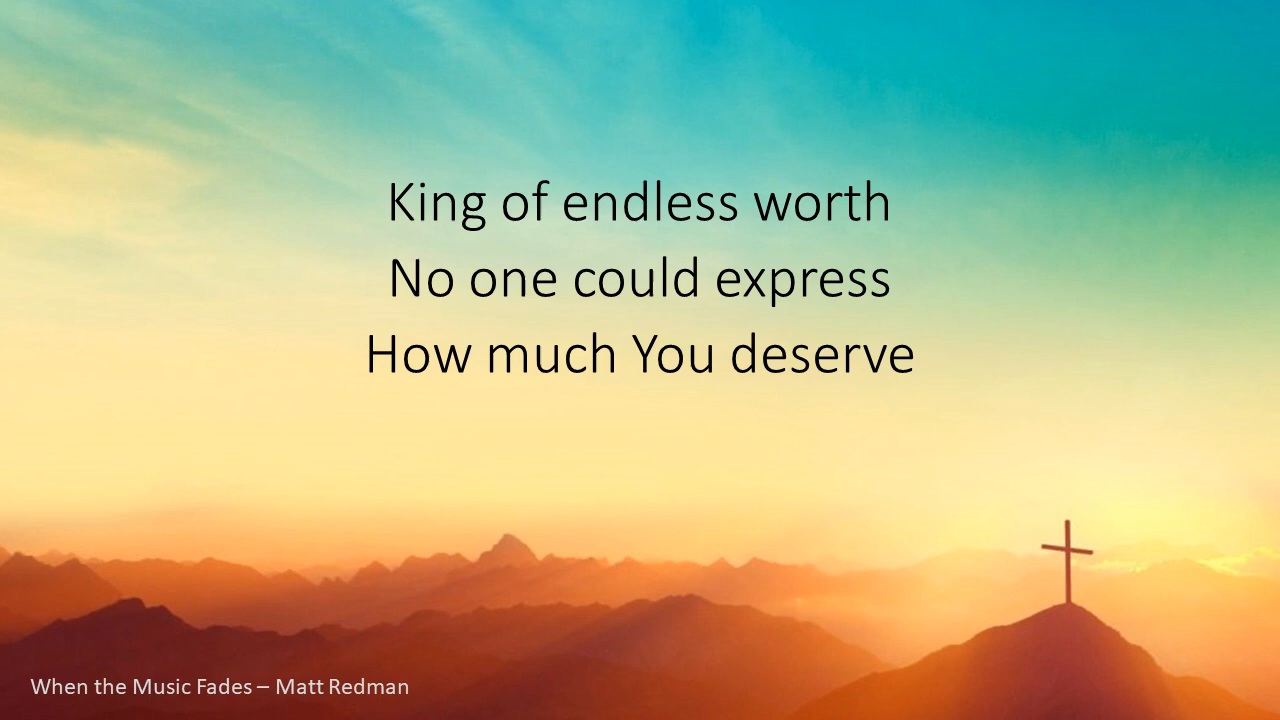 King of endless worth
No one could express
How much You deserve
When the Music Fades – Matt Redman